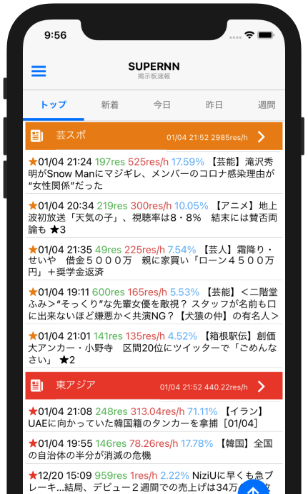 9:56
SUPERNN
掲示板速報
トップ 新着 今日 昨日 週間
芸スポ 01/04 21:52 2985res/h
★01/04 21:24 197res 525res/h 17.59% 【芸能】滝沢秀
明がSnow Manにマジギレ、メンバーのコロナ感染理由が
“女性関係”だった
★01/04 20:34 219res 300res/h 10.05% 【アニメ】地上
波初放送「天気の子」、視聴率は8・8% 結末には賛否両
論も ★3
★01/04 21:35 49res 225res/h 7.54% 【芸人】霜降り・
せいや 借金5000万 親に家買い「ローン4500万
円」+奨学金返済
★01/04 19:11 600res 165res/h 5.53% 【芸能】<二階堂
ふみ>“そっくり”な先輩女優を敵視? スタッフが名前も口
に出来ないほど嫌悪かく共演NG?【犬猿の仲】の有名人>
★01/04 21:01 141res 135res/h 4.52% 【箱根駅伝】創価
大アンカー・小野寺 区間20位にツイッターで「ごめんな
さい」 ★2
東アジア 01/04 21:52 440.22res/h
★01/04 21:08 248res 313.04res/h 71.11% 【イラン】
UAEに向かっていた韓国籍のタンカーを拿捕 [01/04]
★01/04 19:55 146res 78.26res/h 17.78% 【韓国】全国
の自治体の半分が消滅の危機
★12/20 15:09 959res 1res/h 2.22% NiziUに早くも急ブ
レーキ…結局、デビュー2週間での売上げは34万